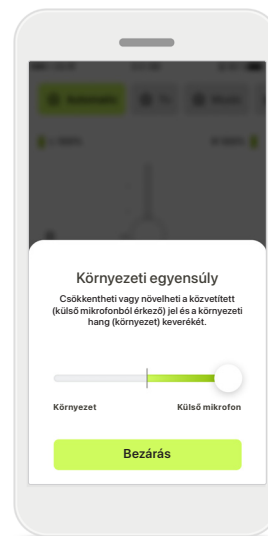 Környezeti egyensúly
Csökkentheti vagy növelheti a közvetített
(külső mikrofonból érkező) jel és a környezeti
hang (környezet) keverékét.
Környezet Külső mikrofon
Bezárás